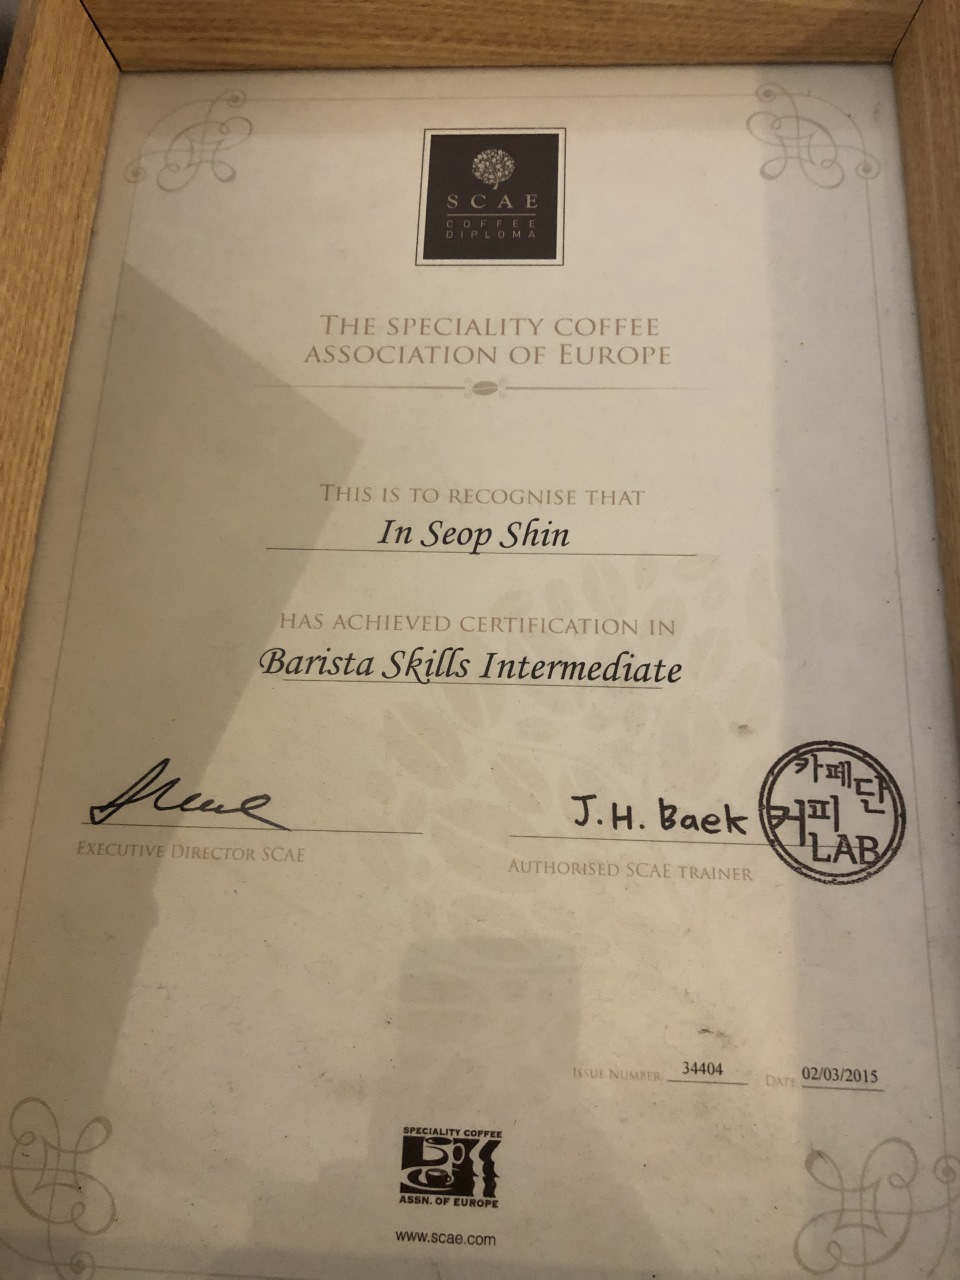 SCAE
COFFEE
DIPLOMA
THE SPECIALITY COFFEE
ASSOCIATION OF EUROPE
THIS IS TO RECOGNISE THAT
In Seop Shin
HAS ACHIEVED CERTIFICATION IN
Barista Skills Intermediate
J.H. Baek
카페단
커피
LAB
EXECUTIVE DIRECTOR SCAE
AUTHORISED SCAE TRAINER
ISSUE NUMBER 34404 DATE 02/03/2015
SPECIALITY COFFEE
ASSN. OF EUROPE
www.scae.com